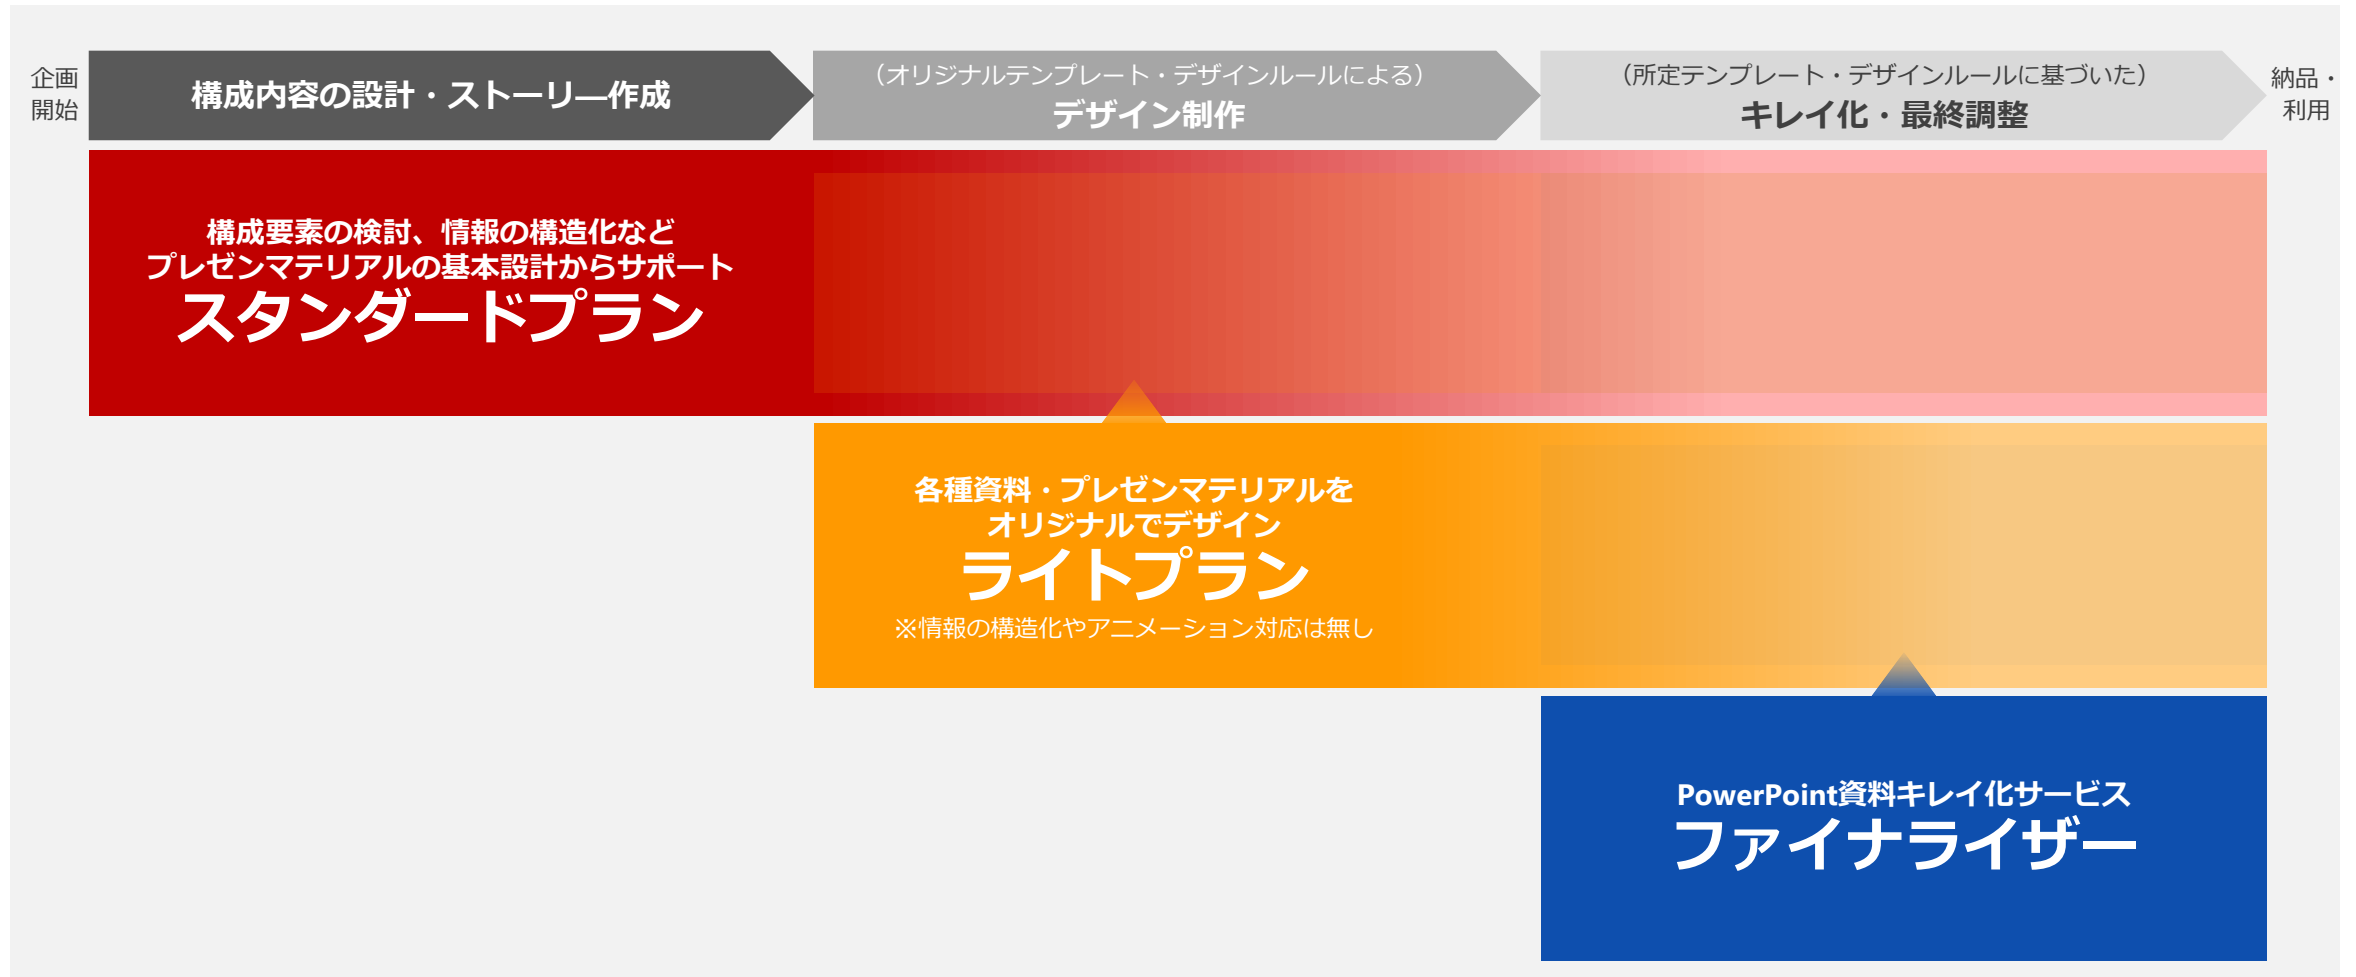 企画
開始
構成内容の設計・ストーリ―作成
（オリジナルテンプレート・デザインルールによる）
デザイン制作
（所定テンプレート・デザインルールに基づいた）
キレイ化・最終調整
納品・
利用
構成要素の検討、情報の構造化など
プレゼンマテリアルの基本設計からサポート
スタンダードプラン
各種資料・プレゼンマテリアルを
オリジナルでデザイン
ライトプラン
※情報の構造化やアニメーション対応は無し
PowerPoint資料キレイ化サービス
ファイナライザー